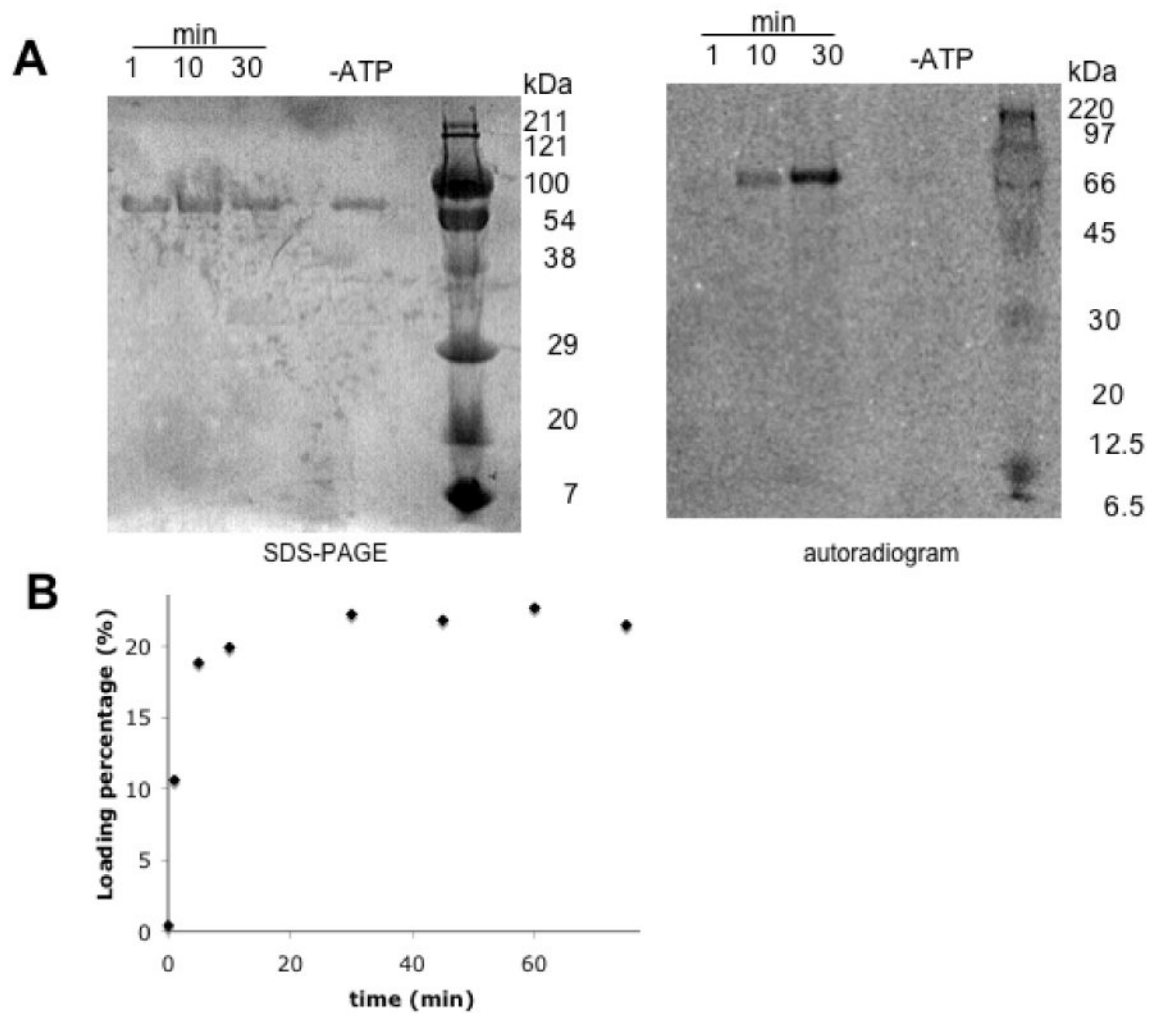 A
min
1 10 30 -ATP
kDa
211
121
100
54
38
29
20
7
SDS-PAGE
min
1 10 30 -ATP
kDa
220
97
66
45
30
20
12.5
6.5
autoradiogram
B
Loading percentage (%)
20
15
10
5
0
0 20 40 60
time (min)